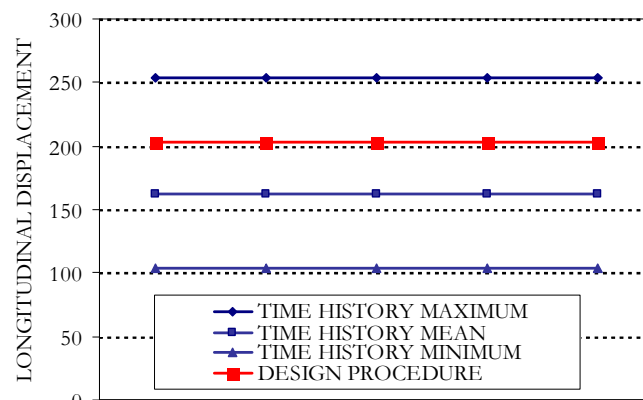 300
250
200
150
100
50
0
LONGITUDINAL DISPLACEMENT
TIME HISTORY MAXIMUM
TIME HISTORY MEAN
TIME HISTORY MINIMUM
DESIGN PROCEDURE